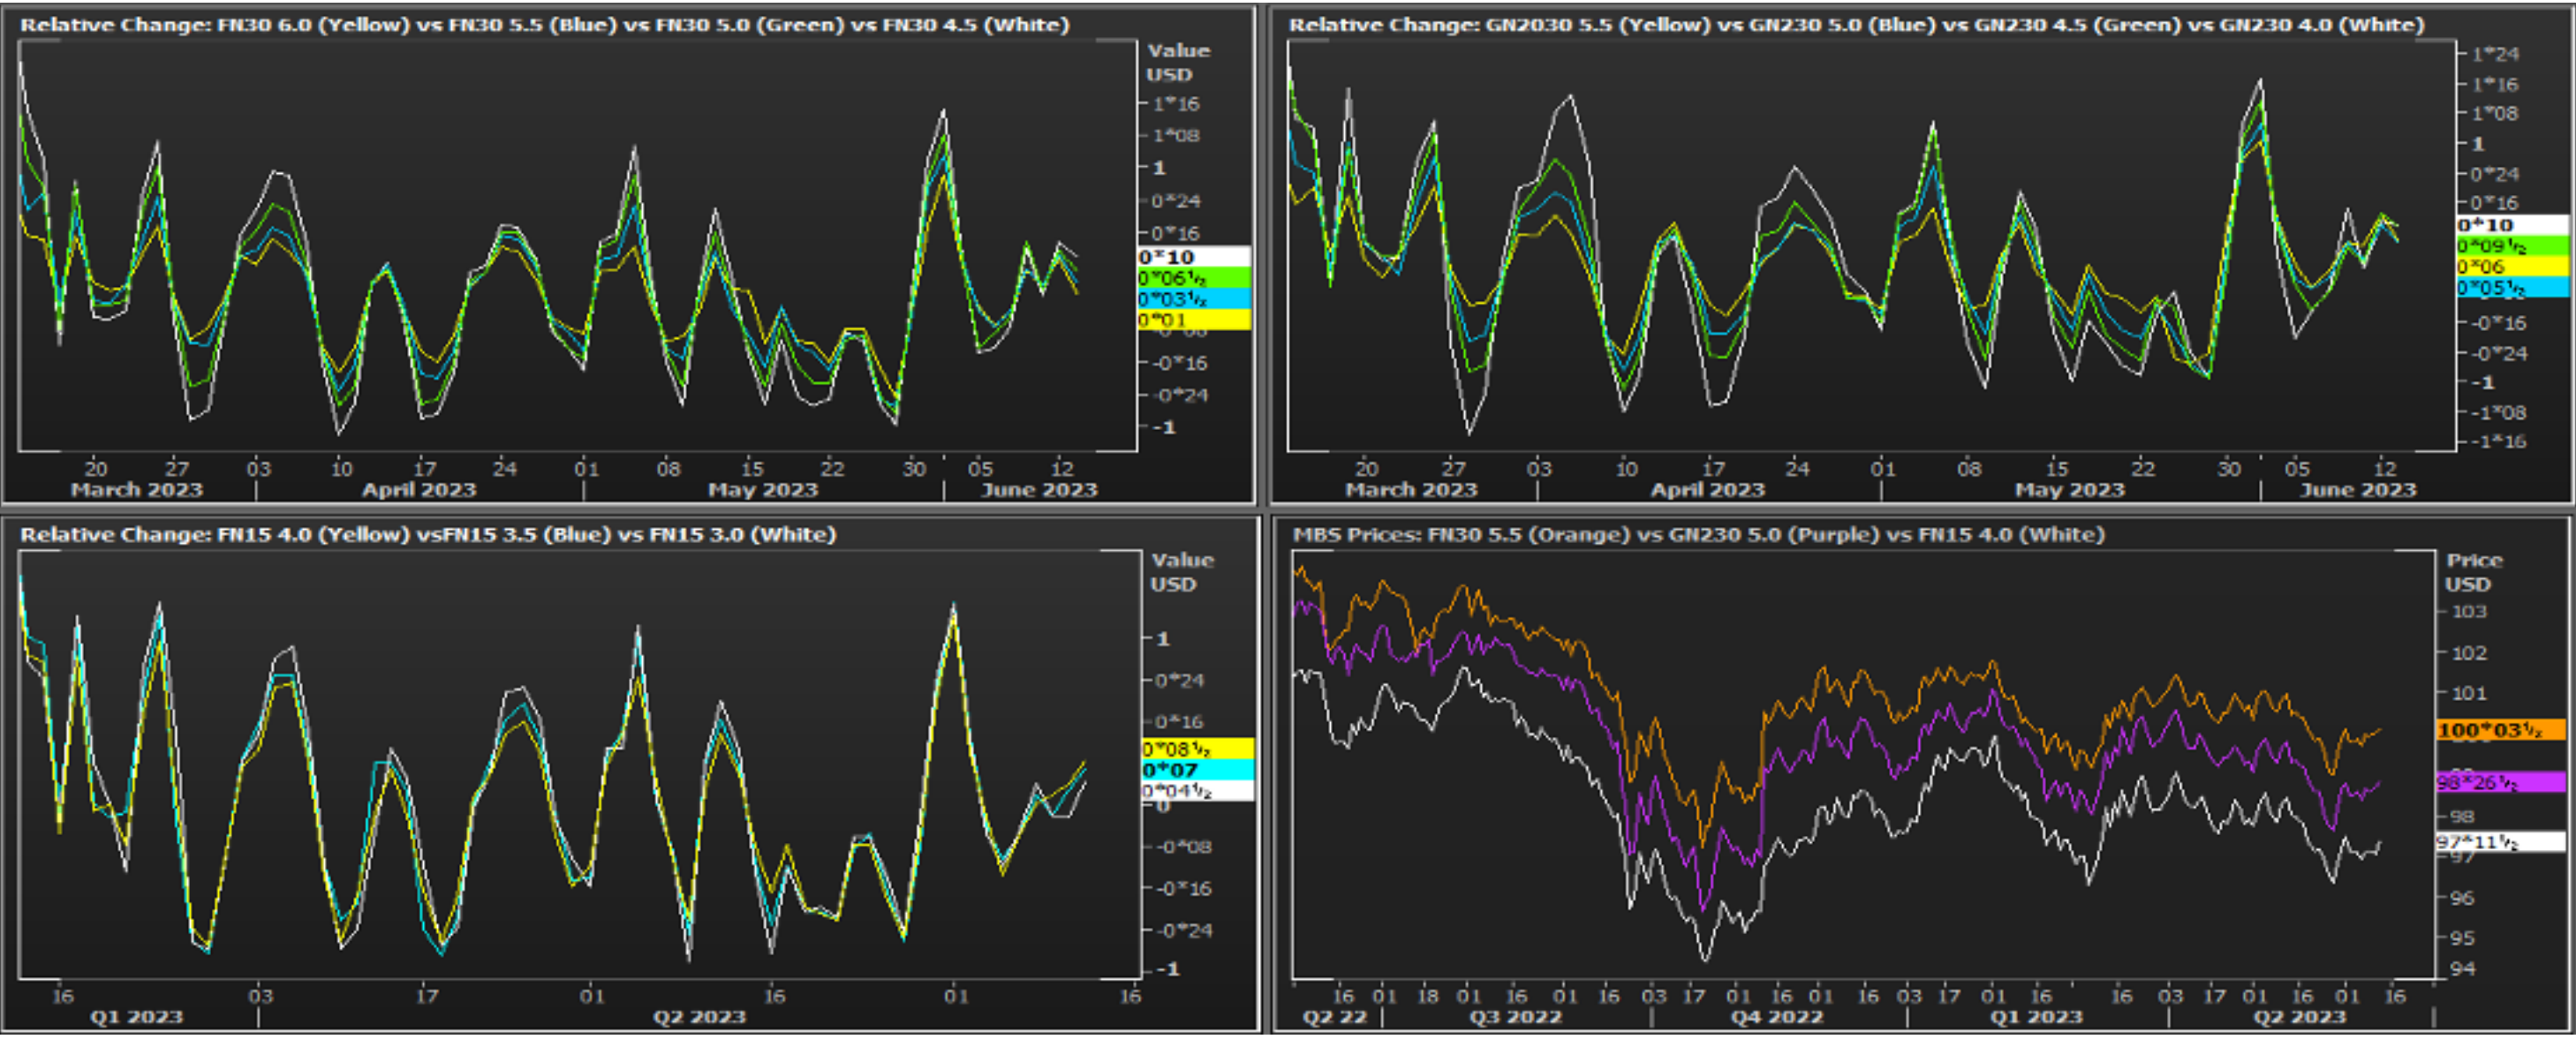 Relative Change: FN30 6.0 (Yellow) vs FN30 5.5 (Blue) vs FN30 5.0 (Green) vs FN30 4.5 (White)
Value
USD
1*16
1*08
1
0*24
0*16
0*10
0*06½
0*03½
0*01
-0*16
-0*24
-1
20 27 03 10 17 24 01 08 15 22 30 05 12
March 2023 April 2023 May 2023 June 2023
Relative Change: GN2030 5.5 (Yellow) vs GN230 5.0 (Blue) vs GN230 4.5 (Green) vs GN230 4.0 (White)
1*24
1*16
1*08
1
0*24
0*16
0*10
0*09½
0*06
0*05½
-0*16
-0*24
-1
-1*08
-1*16
20 27 03 10 17 24 01 08 15 22 30 05 12
March 2023 April 2023 May 2023 June 2023
Relative Change: FN15 4.0 (Yellow) vsFN15 3.5 (Blue) vs FN15 3.0 (White)
Value
USD
1
0*24
0*16
0*08½
0*07
0*04½
0
-0*08
-0*16
-0*24
-1
16 03 17 01 16 01 16
Q1 2023 Q2 2023
MBS Prices: FN30 5.5 (Orange) vs GN230 5.0 (Purple) vs FN15 4.0 (White)
Price
USD
103
102
101
100*03½
98*26½
98
97*11½
97
96
95
94
16 01 18 01 16 01 16 03 17 01 16 01 16 03 17 01 16 16 03 17 01 16 01 16
Q2 22 Q3 2022 Q4 2022 Q1 2023 Q2 2023